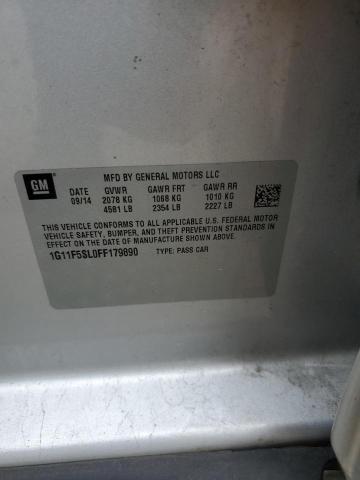 GM
MFD BY GENERAL MOTORS LLC
DATE GVWR GAWR FRT GAWR RR
09/14 2078 KG 1068 KG 1010 KG
4581 LB 2354 LB 2227 LB
THIS VEHICLE CONFORMS TO ALL APPLICABLE U.S. FEDERAL MOTOR
VEHICLE SAFETY, BUMPER, AND THEFT PREVENTION STANDARDS IN
EFFECT ON THE DATE OF MANUFACTURE SHOWN ABOVE.
1G11F5SL0FF179890 TYPE: PASS CAR